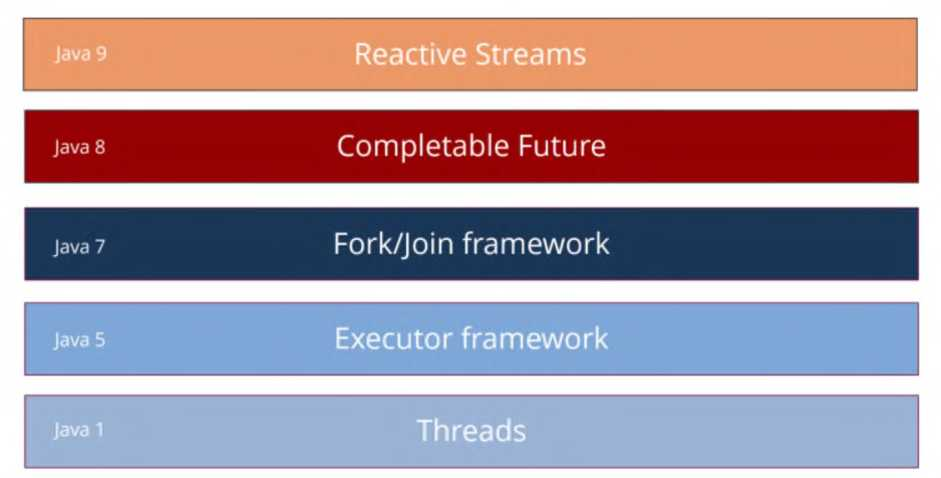 Java 9 Reactive Streams
Java 8 Completable Future
Java 7 Fork/Join framework
Java 5 Executor framework
Java 1 Threads